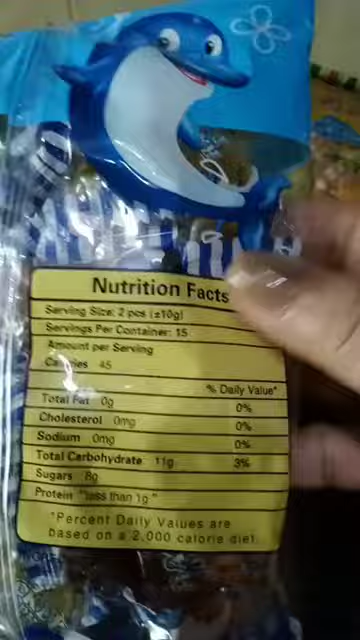 Nutrition Facts
Serving Size: 2 pcs (±10g)
Servings Per Container: 15
Amount per Serving
Calories 45
% Daily Value*
Total Fat 0g 0%
Cholesterol 0mg 0%
Sodium 0mg 0%
Total Carbohydrate 11g 3%
Sugars 8g
Protein "less than 1g"
*Percent Daily Values are
based on a 2,000 calorie diet.